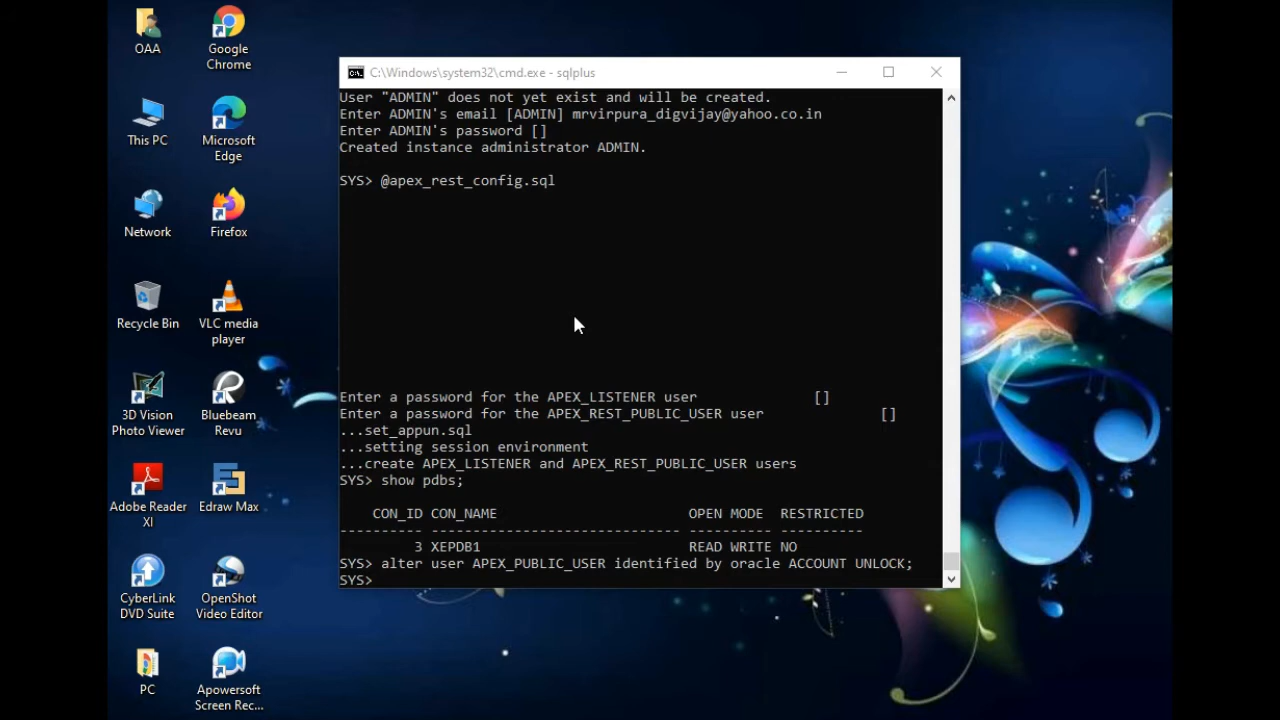 OAA
Google
Chrome
This PC
Microsoft
Edge
Network
Firefox
Recycle Bin
VLC media
player
3D Vision
Photo Viewer
Bluebeam
Revu
Adobe Reader
XI
Edraw Max
CyberLink
DVD Suite
OpenShot
Video Editor
PC
Apowersoft
Screen Rec...
C:\Windows\system32\cmd.exe - sqlplus
User "ADMIN" does not yet exist and will be created.
Enter ADMIN's email [ADMIN] mrvirpura_digvijay@yahoo.co.in
Enter ADMIN's password []
Created instance administrator ADMIN.
SYS> @apex_rest_config.sql
Enter a password for the APEX_LISTENER user []
Enter a password for the APEX_REST_PUBLIC_USER user []
...set_appun.sql
...setting session environment
...create APEX_LISTENER and APEX_REST_PUBLIC_USER users
SYS> show pdbs;
CON_ID CON_NAME OPEN MODE RESTRICTED
---------- ------------------------------ ---------- ----------
3 XEPDB1 READ WRITE NO
SYS> alter user APEX_PUBLIC_USER identified by oracle ACCOUNT UNLOCK;
SYS>